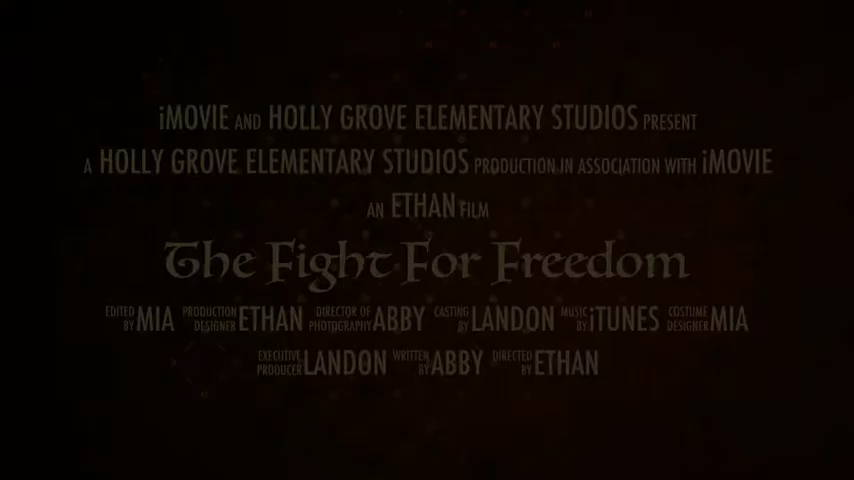 iMOVIE AND HOLLY GROVE ELEMENTARY STUDIOS PRESENT
A HOLLY GROVE ELEMENTARY STUDIOS PRODUCTION IN ASSOCIATION WITH iMOVIE
AN ETHAN FILM
The Fight For Freedom
EDITED BY MIA PRODUCTION DESIGNER ETHAN DIRECTOR OF PHOTOGRAPHY ABBY CASTING BY LANDON MUSIC BY iTUNES COSTUME DESIGNER MIA
EXECUTIVE PRODUCER LANDON WRITTEN BY ABBY DIRECTED BY ETHAN